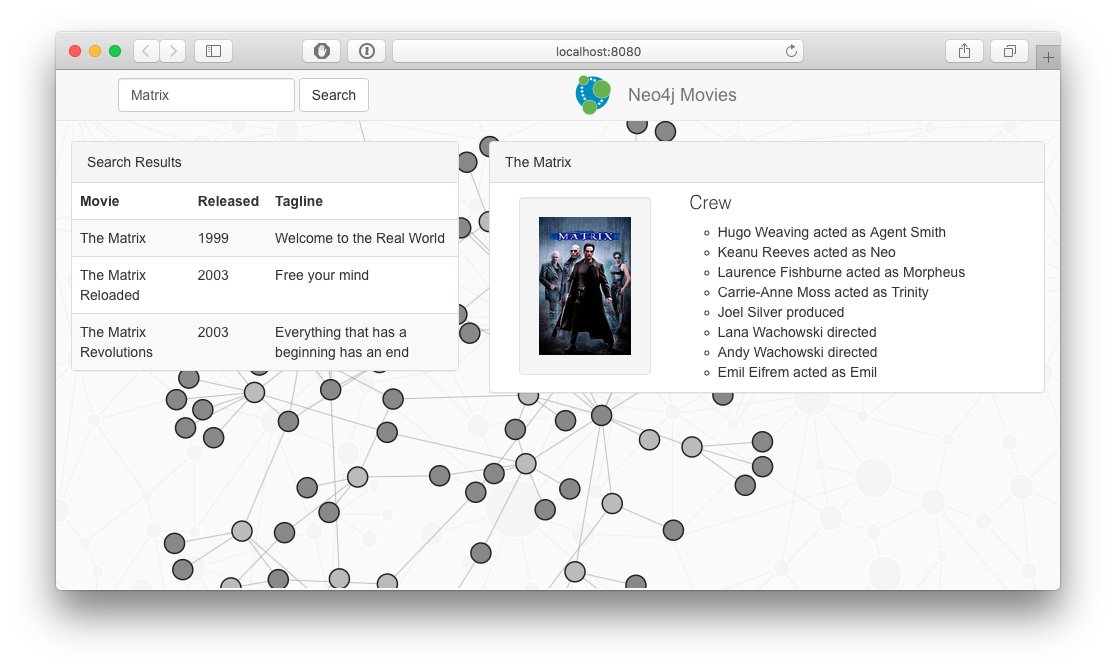 localhost:8080
Matrix
Search
Neo4j Movies
Search Results
Movie Released Tagline
The Matrix 1999 Welcome to the Real World
The Matrix 2003 Free your mind
Reloaded
The Matrix 2003 Everything that has a
Revolutions beginning has an end
The Matrix
MATRIX
Crew
Hugo Weaving acted as Agent Smith
Keanu Reeves acted as Neo
Laurence Fishburne acted as Morpheus
Carrie-Anne Moss acted as Trinity
Joel Silver produced
Lana Wachowski directed
Andy Wachowski directed
Emil Eifrem acted as Emil